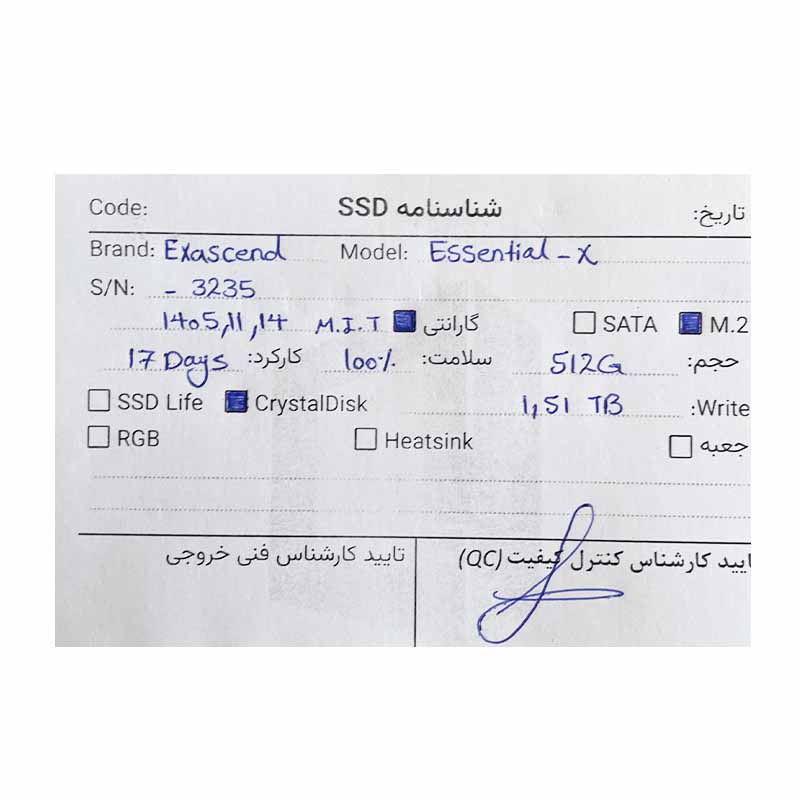 Code: شناسنامه SSD تاریخ:
Brand: Exascend Model: Essential - X
S/N: - 3235
1405,11,14 M.I.T گارانتی SATA M.2
حجم: 512G سلامت: 100% کارکرد: 17 Days
SSD Life CrystalDisk 1,51 TB Write:
RGB Heatsink جعبه
تایید کارشناس فنی خروجی
ایید کارشناس کنترل کیفیت (QC)